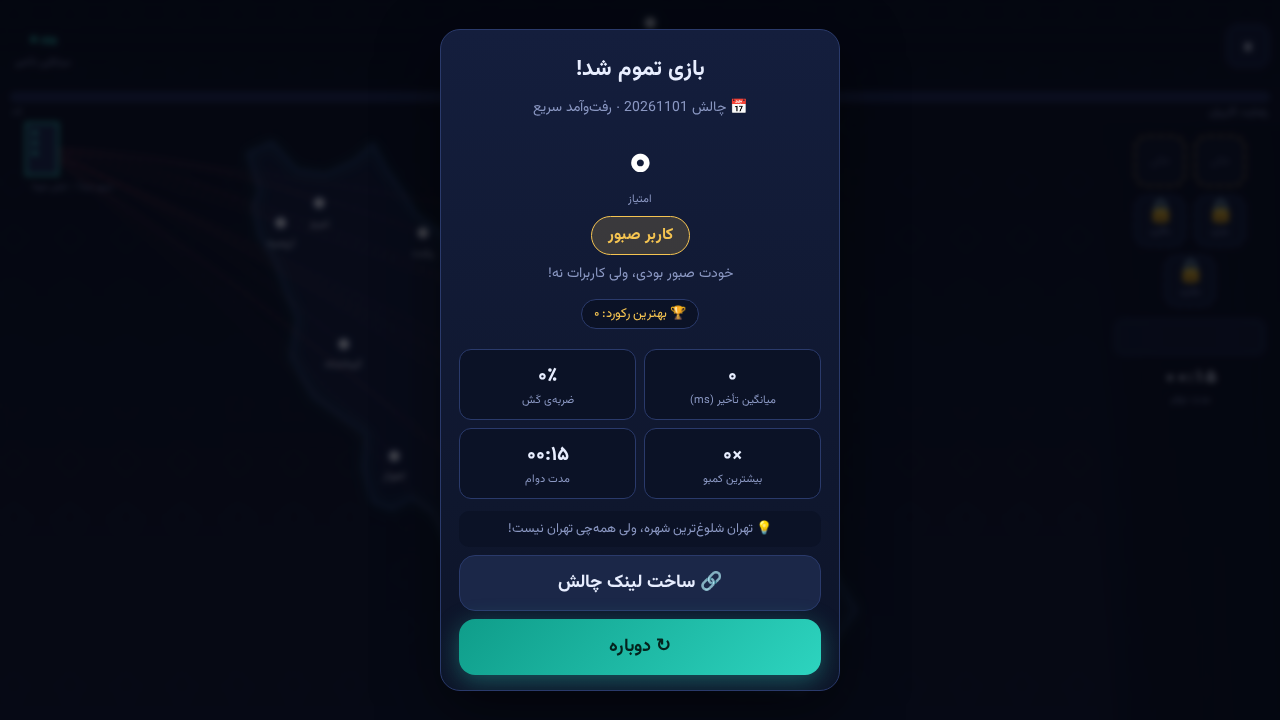 بازی تموم شد!
📅 چالش 20261101 · رفت‌وآمد سریع
۰
امتیاز
کاربر صبور
خودت صبور بودی، ولی کاربرات نه!
🏆 بهترین رکورد: ۰
۰
میانگین تأخیر (ms)
۰٪
ضربه‌ی کَش
×۰
بیشترین کمبو
۰۰:۱۵
مدت دوام
💡 تهران شلوغ‌ترین شهره، ولی همه‌چی تهران نیست!
🔗 ساخت لینک چالش
↻ دوباره